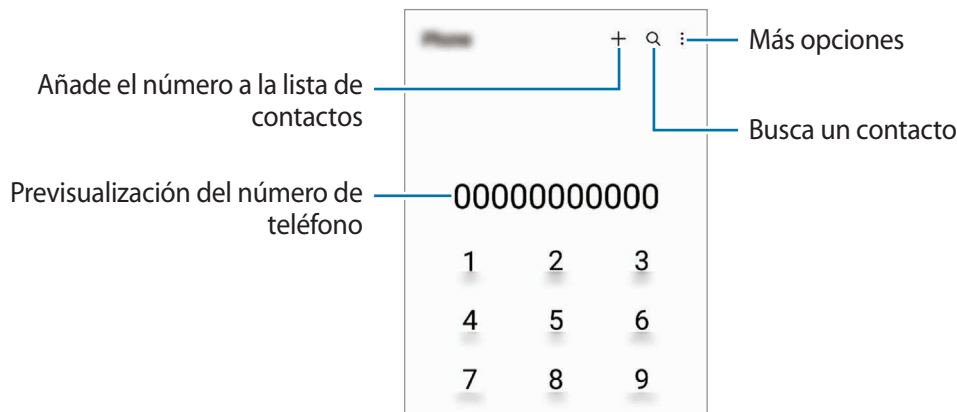 Más opciones
Añade el número a la lista de
contactos
Busca un contacto
Previsualización del número de
teléfono
00000000000
1 2 3
4 5 6
7 8 9